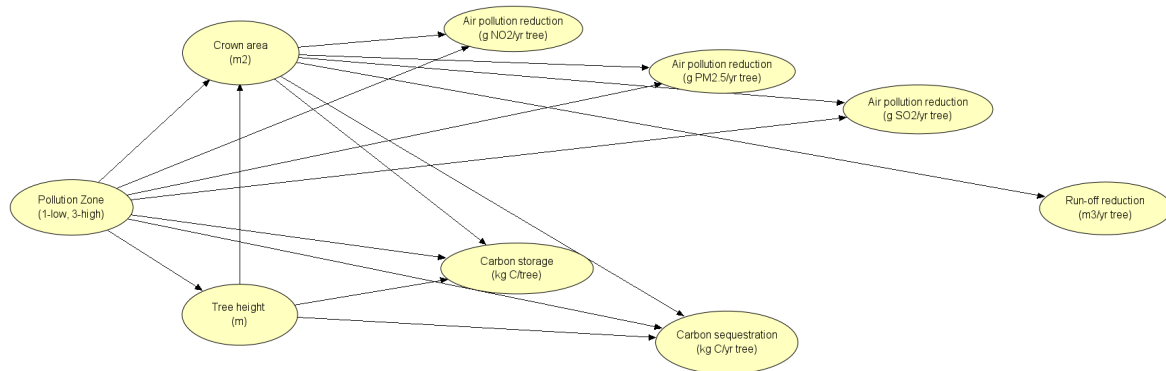 Air pollution reduction
(g NO2/yr tree)
Crown area
(m2)
Air pollution reduction
(g PM2.5/yr tree)
Air pollution reduction
(g SO2/yr tree)
Pollution Zone
(1-low, 3-high)
Run-off reduction
(m3/yr tree)
Carbon storage
(kg C/tree)
Tree height
(m)
Carbon sequestration
(kg C/yr tree)